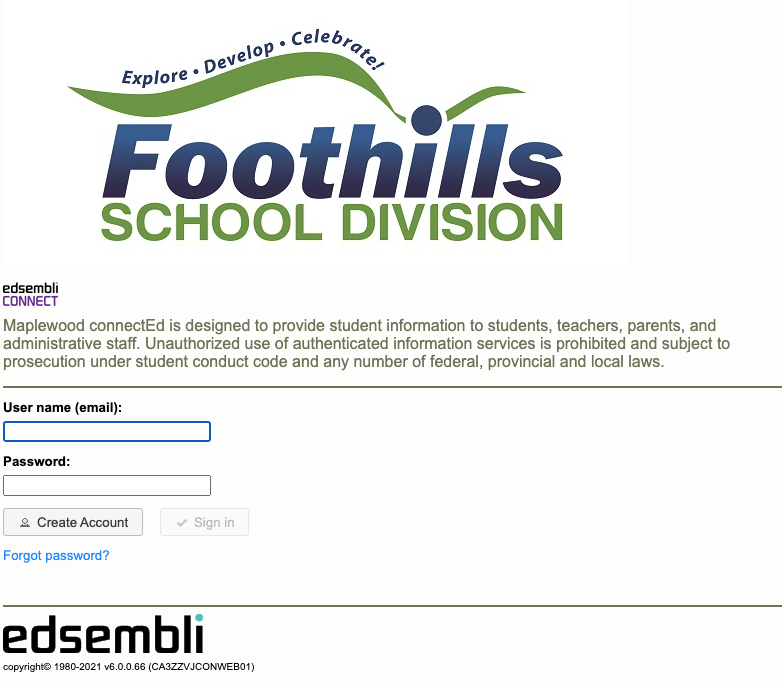 Explore • Develop • Celebrate!
Foothills
SCHOOL DIVISION
edsembli
CONNECT
Maplewood connectEd is designed to provide student information to students, teachers, parents, and
administrative staff. Unauthorized use of authenticated information services is prohibited and subject to
prosecution under student conduct code and any number of federal, provincial and local laws.
User name (email):
Password:
Create Account
Sign in
Forgot password?
edsembli
copyright© 1980-2021 v6.0.0.66 (CA3ZZVJCONWEB01)